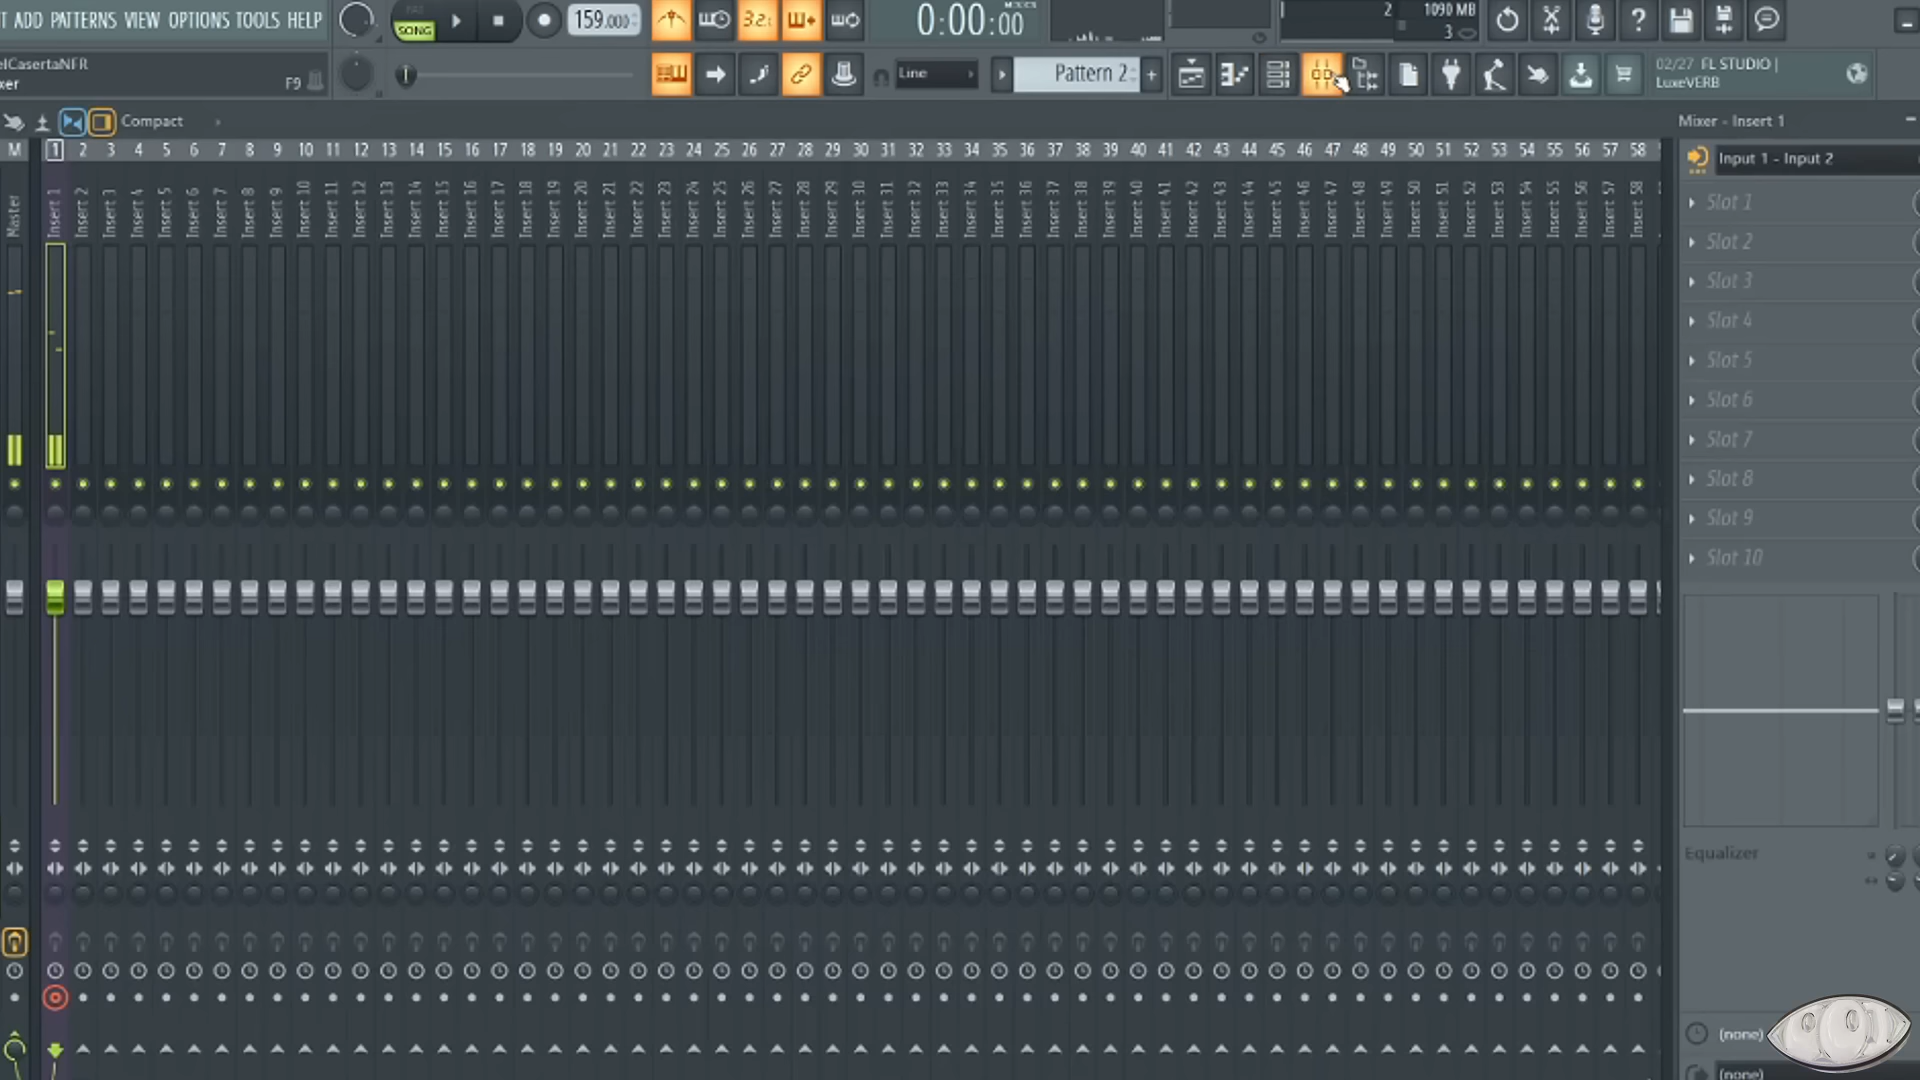 T ADD PATTERNS VIEW OPTIONS TOOLS HELP
PAT
SONG
159.000
3.2:
0:00:00
M:S:CS
2
1090 MB
3
elCasertaNFR
xer
F9
Line
Pattern 2
+
02/27 FL STUDIO |
LuxeVERB
Compact
Mixer - Insert 1
M 1 2 3 4 5 6 7 8 9 10 11 12 13 14 15 16 17 18 19 20 21 22 23 24 25 26 27 28 29 30 31 32 33 34 35 36 37 38 39 40 41 42 43 44 45 46 47 48 49 50 51 52 53 54 55 56 57 58
Input 1 - Input 2
Master Insert 1 Insert 2 Insert 3 Insert 4 Insert 5 Insert 6 Insert 7 Insert 8 Insert 9 Insert 10 Insert 11 Insert 12 Insert 13 Insert 14 Insert 15 Insert 16 Insert 17 Insert 18 Insert 19 Insert 20 Insert 21 Insert 22 Insert 23 Insert 24 Insert 25 Insert 26 Insert 27 Insert 28 Insert 29 Insert 30 Insert 31 Insert 32 Insert 33 Insert 34 Insert 35 Insert 36 Insert 37 Insert 38 Insert 39 Insert 40 Insert 41 Insert 42 Insert 43 Insert 44 Insert 45 Insert 46 Insert 47 Insert 48 Insert 49 Insert 50 Insert 51 Insert 52 Insert 53 Insert 54 Insert 55 Insert 56 Insert 57 Insert 58
Slot 1
Slot 2
Slot 3
Slot 4
Slot 5
Slot 6
Slot 7
Slot 8
Slot 9
Slot 10
Equalizer
(none)
(none)